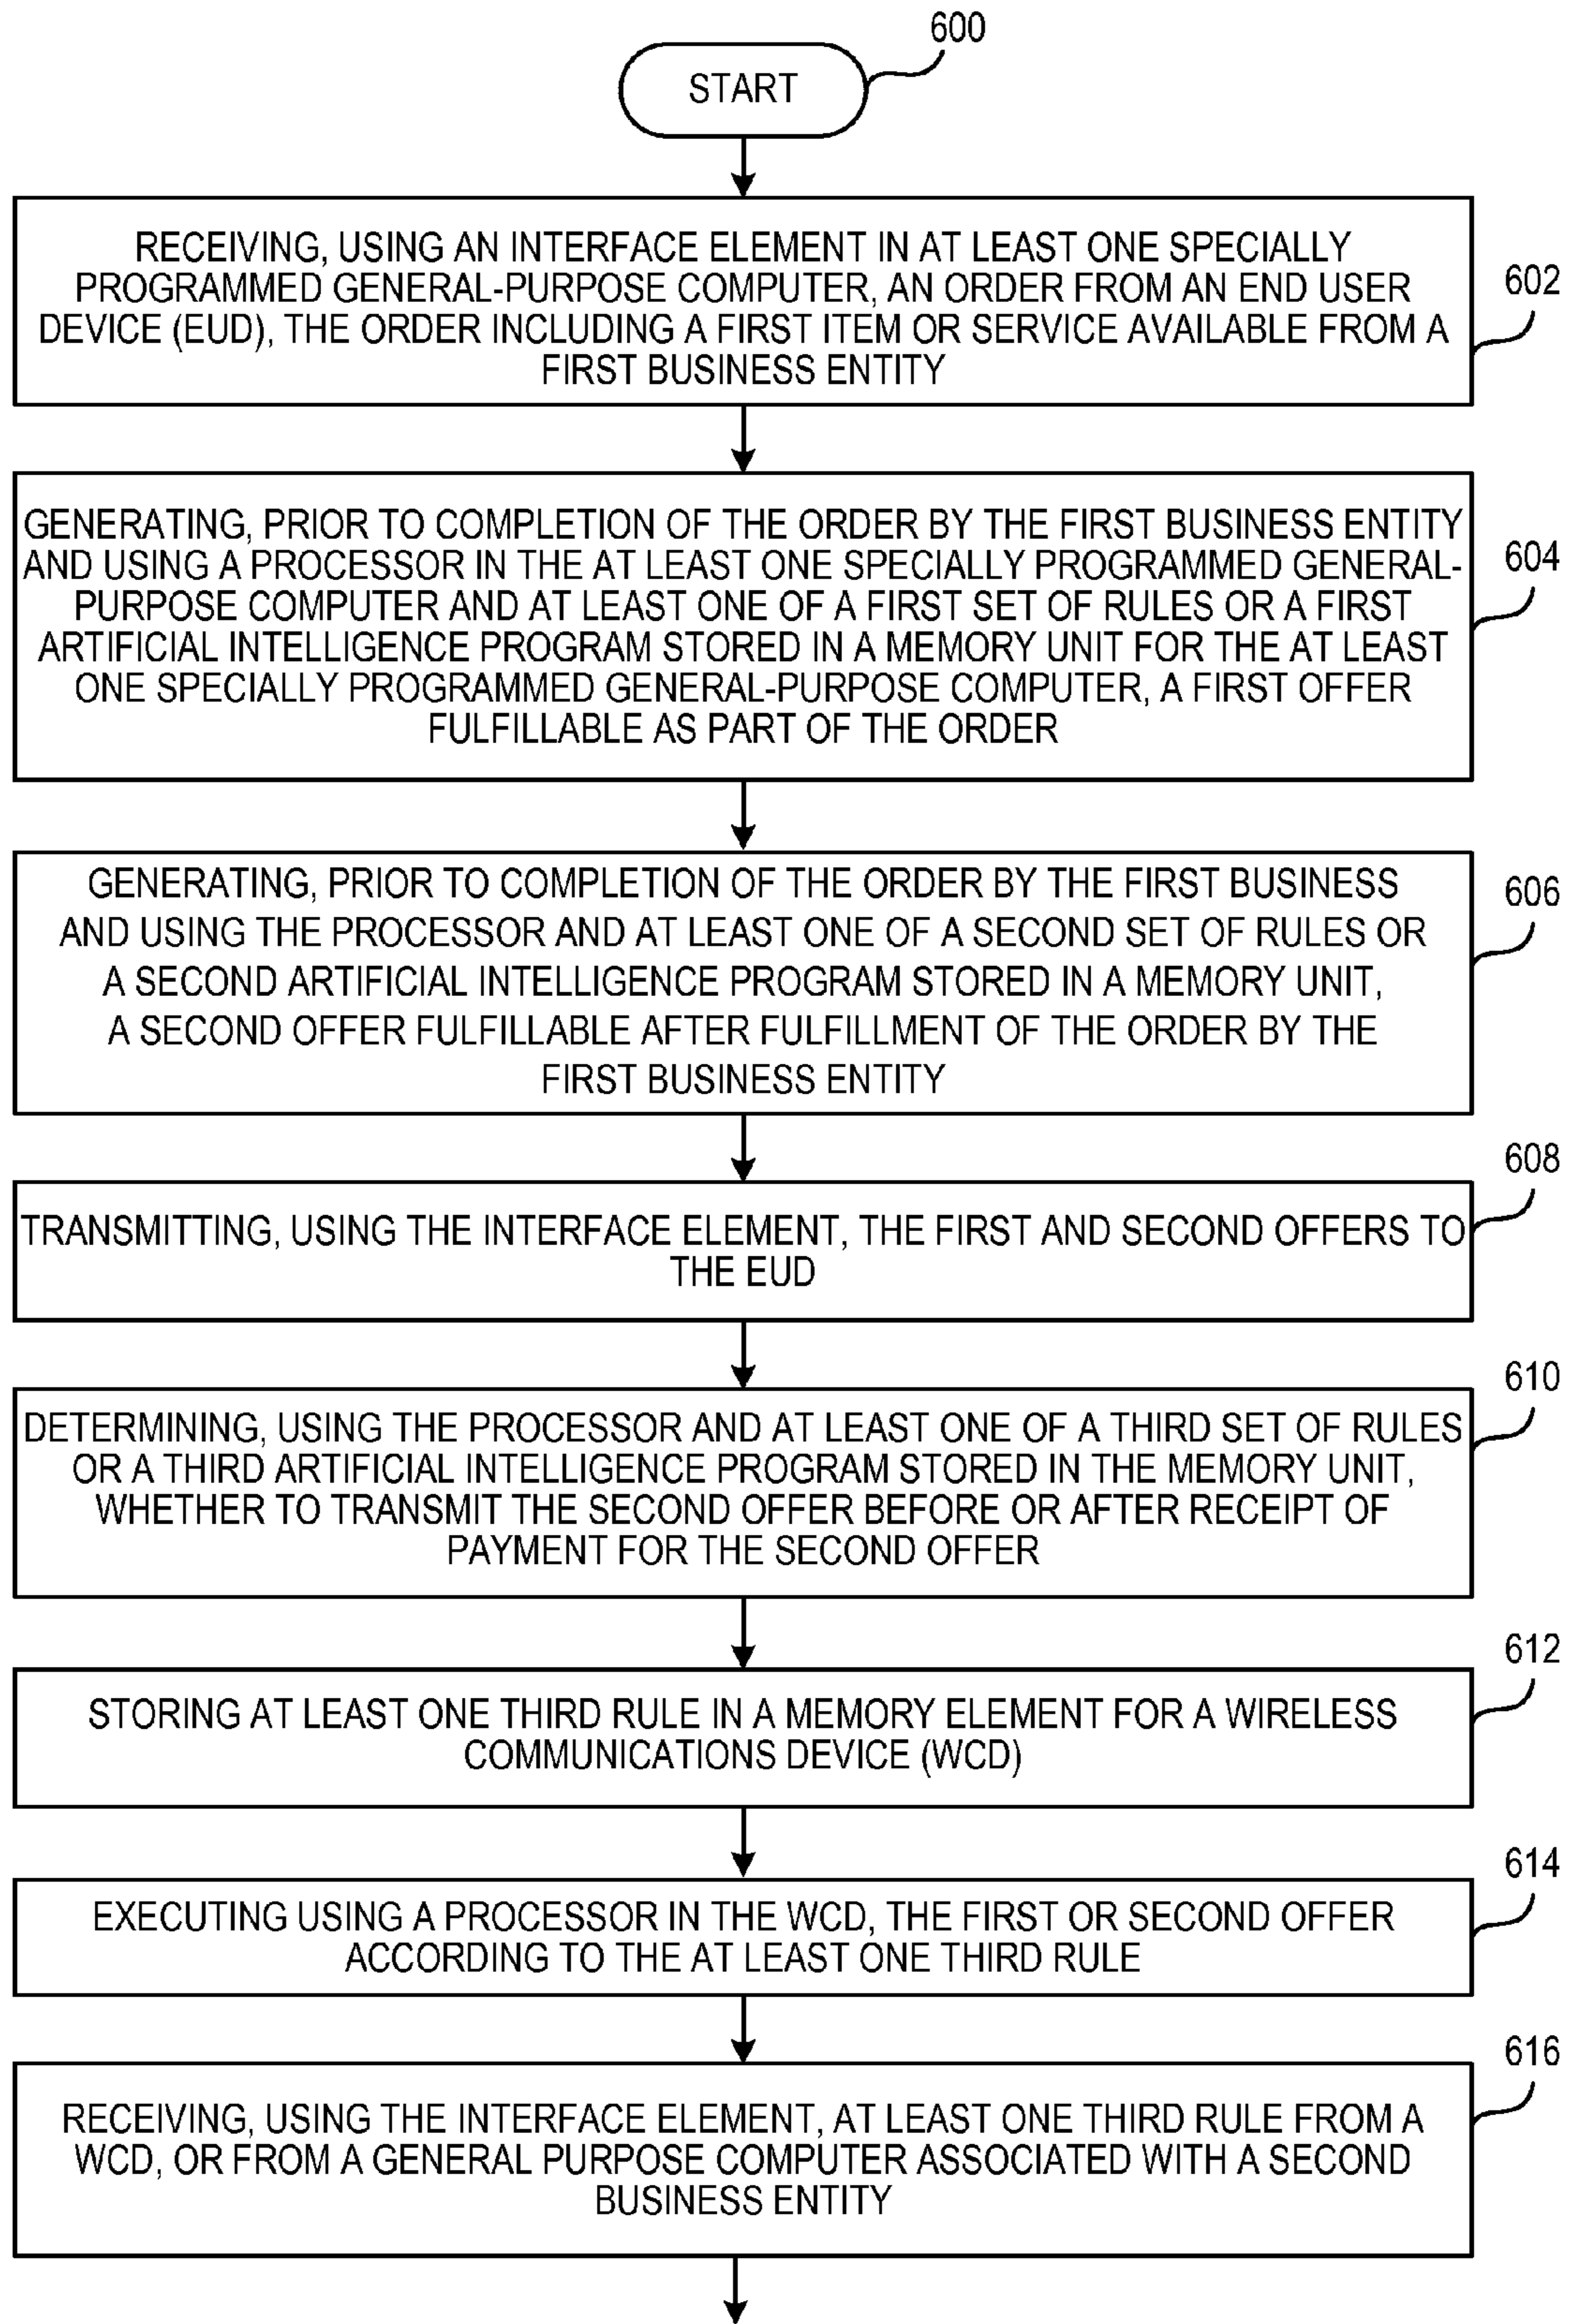 600
START
RECEIVING, USING AN INTERFACE ELEMENT IN AT LEAST ONE SPECIALLY
PROGRAMMED GENERAL-PURPOSE COMPUTER, AN ORDER FROM AN END USER
DEVICE (EUD), THE ORDER INCLUDING A FIRST ITEM OR SERVICE AVAILABLE FROM A
FIRST BUSINESS ENTITY
602
GENERATING, PRIOR TO COMPLETION OF THE ORDER BY THE FIRST BUSINESS ENTITY
AND USING A PROCESSOR IN THE AT LEAST ONE SPECIALLY PROGRAMMED GENERAL-
PURPOSE COMPUTER AND AT LEAST ONE OF A FIRST SET OF RULES OR A FIRST
ARTIFICIAL INTELLIGENCE PROGRAM STORED IN A MEMORY UNIT FOR THE AT LEAST
ONE SPECIALLY PROGRAMMED GENERAL-PURPOSE COMPUTER, A FIRST OFFER
FULFILLABLE AS PART OF THE ORDER
604
GENERATING, PRIOR TO COMPLETION OF THE ORDER BY THE FIRST BUSINESS
AND USING THE PROCESSOR AND AT LEAST ONE OF A SECOND SET OF RULES OR
A SECOND ARTIFICIAL INTELLIGENCE PROGRAM STORED IN A MEMORY UNIT,
A SECOND OFFER FULFILLABLE AFTER FULFILLMENT OF THE ORDER BY THE
FIRST BUSINESS ENTITY
606
TRANSMITTING, USING THE INTERFACE ELEMENT, THE FIRST AND SECOND OFFERS TO
THE EUD
608
DETERMINING, USING THE PROCESSOR AND AT LEAST ONE OF A THIRD SET OF RULES
OR A THIRD ARTIFICIAL INTELLIGENCE PROGRAM STORED IN THE MEMORY UNIT,
WHETHER TO TRANSMIT THE SECOND OFFER BEFORE OR AFTER RECEIPT OF
PAYMENT FOR THE SECOND OFFER
610
STORING AT LEAST ONE THIRD RULE IN A MEMORY ELEMENT FOR A WIRELESS
COMMUNICATIONS DEVICE (WCD)
612
EXECUTING USING A PROCESSOR IN THE WCD, THE FIRST OR SECOND OFFER
ACCORDING TO THE AT LEAST ONE THIRD RULE
614
RECEIVING, USING THE INTERFACE ELEMENT, AT LEAST ONE THIRD RULE FROM A
WCD, OR FROM A GENERAL PURPOSE COMPUTER ASSOCIATED WITH A SECOND
BUSINESS ENTITY
616